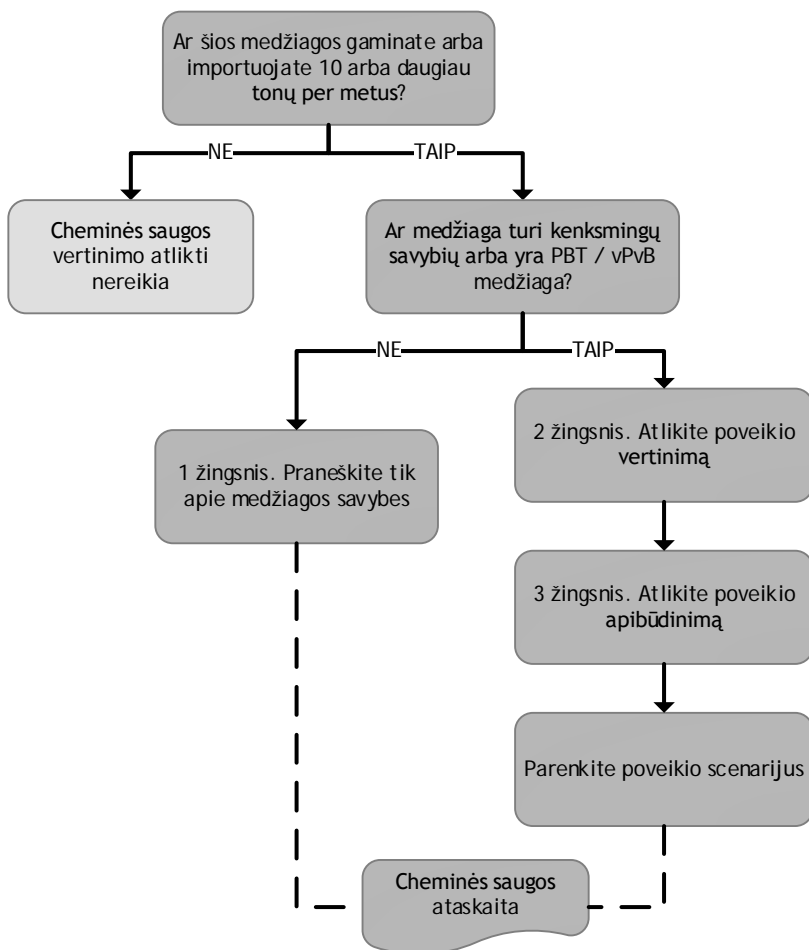 Ar šios medžiagos gaminate arba
importuojate 10 arba daugiau
tonų per metus?
NE
TAIP
Cheminės saugos
vertinimo atlikti
nereikia
Ar medžiaga turi kenksmingų
savybių arba yra PBT / vPvB
medžiaga?
NE
TAIP
1 žingsnis. Praneškite tik
apie medžiagos savybes
2 žingsnis. Atlikite poveikio
vertinimą
3 žingsnis. Atlikite poveikio
apibūdinimą
Parenkite poveikio scenarijus
Cheminės saugos
ataskaita